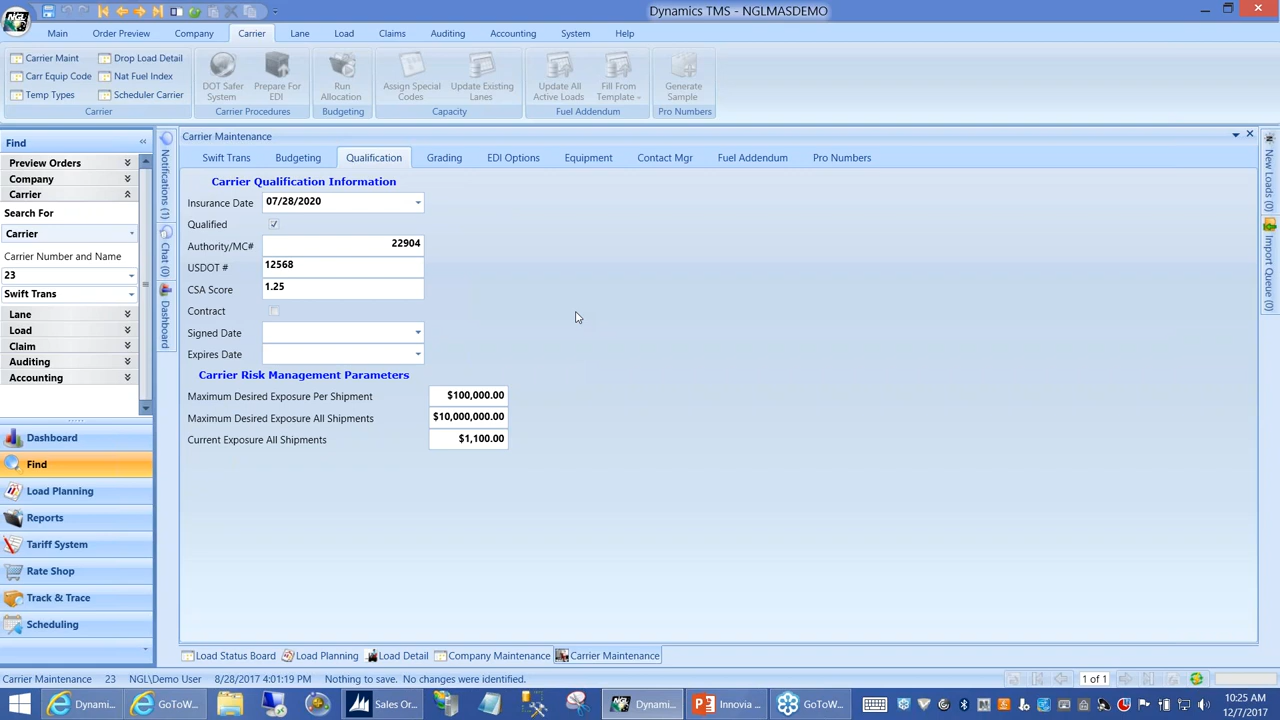 Dynamics TMS - NGLMASDEMO
NGL
Main Order Preview Company Carrier Lane Load Claims Auditing Accounting System Help
Carrier Maint Drop Load Detail
Carr Equip Code Nat Fuel Index
Temp Types Scheduler Carrier
Carrier
DOT Safer System
Prepare For EDI
Carrier Procedures
Run Allocation
Budgeting
Assign Special Codes
Update Existing Lanes
Capacity
Update All Active Loads
Fill From Template
Fuel Addendum
Generate Sample
Pro Numbers
Find
Preview Orders
Company
Carrier
Search For
Carrier
Carrier Number and Name
23
Swift Trans
Lane
Load
Claim
Auditing
Accounting
Dashboard
Find
Load Planning
Reports
Tariff System
Rate Shop
Track & Trace
Scheduling
Notifications (1)
Chat (0)
Dashboard
Carrier Maintenance
Swift Trans Budgeting Qualification Grading EDI Options Equipment Contact Mgr Fuel Addendum Pro Numbers
Carrier Qualification Information
Insurance Date 07/28/2020
Qualified
Authority/MC# 22904
USDOT # 12568
CSA Score 1.25
Contract
Signed Date
Expires Date
Carrier Risk Management Parameters
Maximum Desired Exposure Per Shipment $100,000.00
Maximum Desired Exposure All Shipments $10,000,000.00
Current Exposure All Shipments $1,100.00
New Loads (0)
Import Queue (0)
Load Status Board Load Planning Load Detail Company Maintenance Carrier Maintenance
Carrier Maintenance 23 NGL\Demo User 8/28/2017 4:01:19 PM Nothing to save. No changes were identified.
1 of 1
Dynami... GoToW... Sales Or... Dynami... Innovia ... GoToW...
10:25 AM
12/7/2017